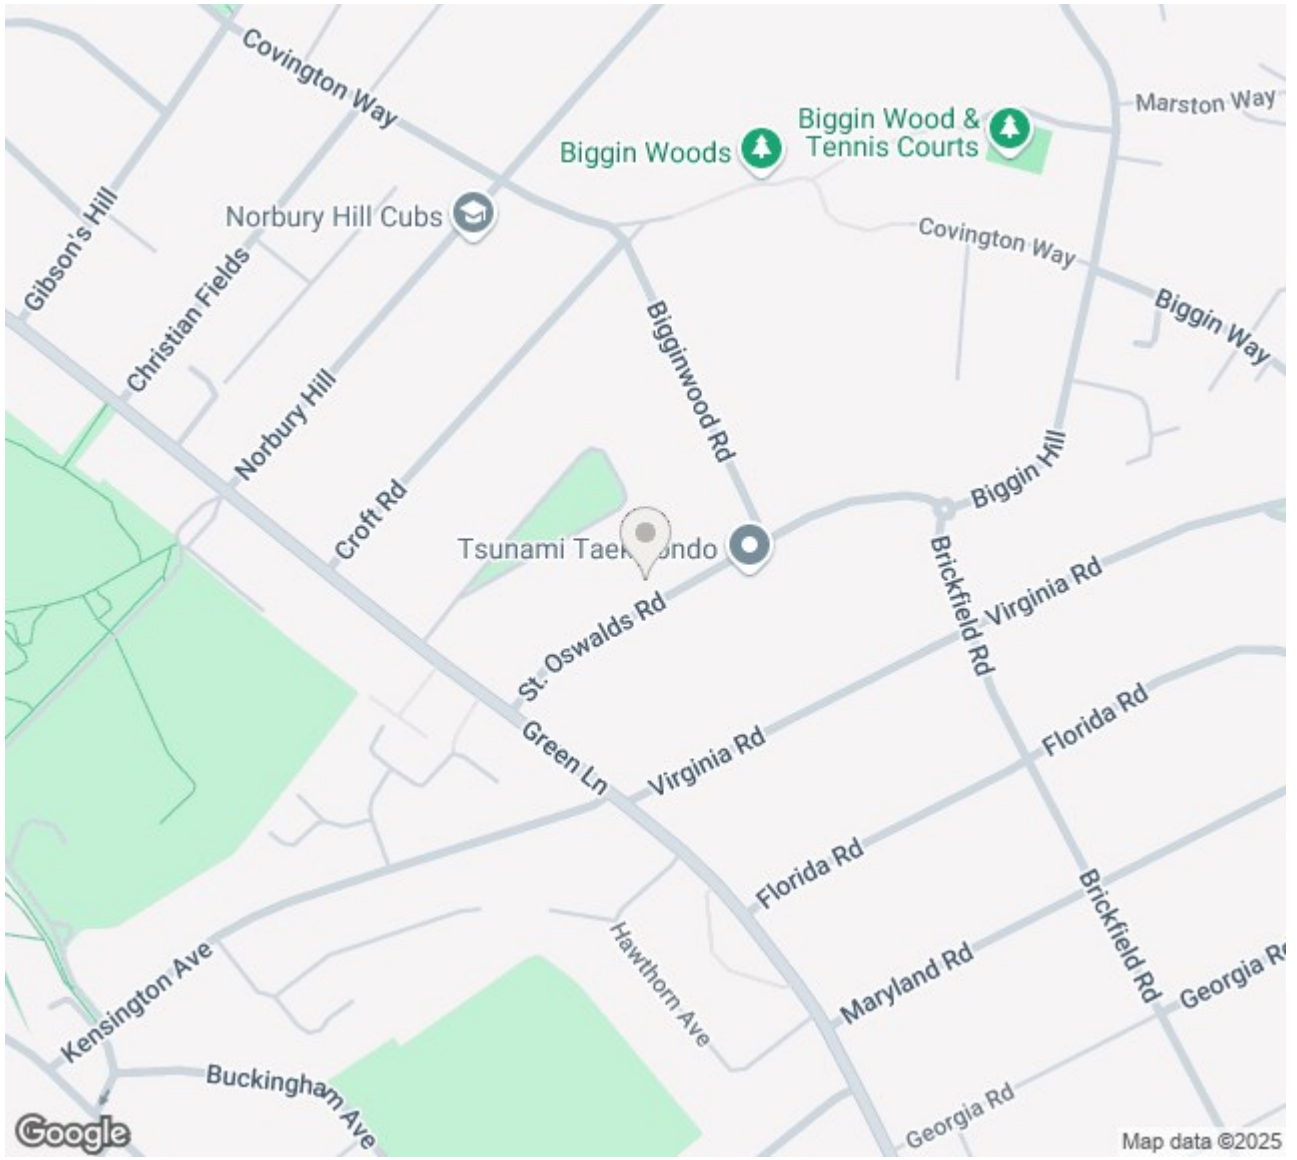 Covington Way
Marston Way
Biggin Wood &
Tennis Courts
Biggin Woods
Norbury Hill Cubs
Covington Way
Gibson's Hill
Christian Fields
Biggin Way
Bigginwood Rd
Norbury Hill
Biggin Hill
Croft Rd
Tsunami Taekwondo
Brickfield Rd
Virginia Rd
St. Oswalds Rd
Florida Rd
Green Ln
Virginia Rd
Florida Rd
Brickfield Rd
Hawthorn Ave
Maryland Rd
Georgia Rd
Kensington Ave
Buckingham Ave
Georgia Rd
Google
Map data ©2025